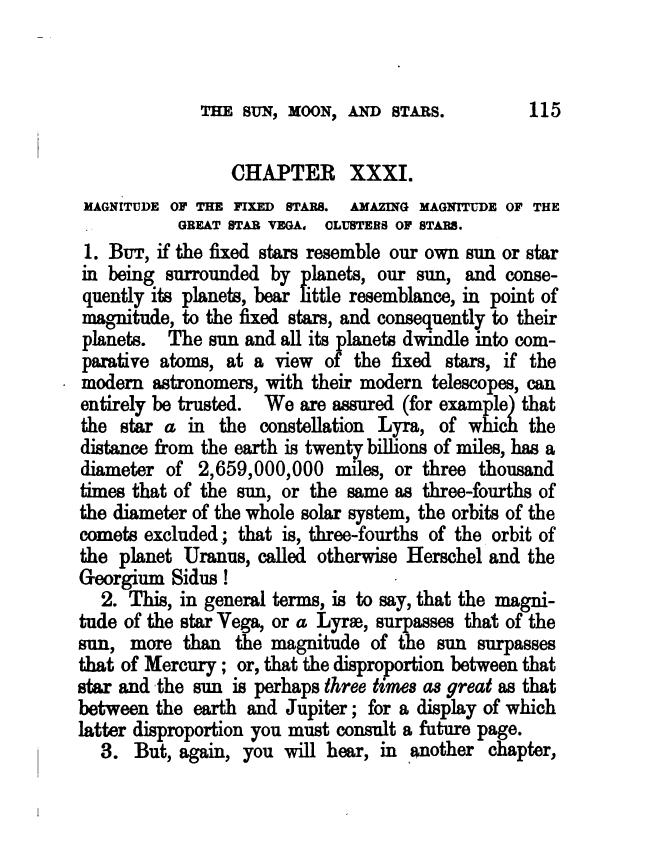 THE SUN, MOON, AND STARS. 115
CHAPTER XXXI.
MAGNITUDE OF THE FIXED STARS. AMAZING MAGNITUDE OF THE
GREAT STAR VEGA. CLUSTERS OF STARS.
1. BUT, if the fixed stars resemble our own sun or star
in being surrounded by planets, our sun, and conse-
quently its planets, bear little resemblance, in point of
magnitude, to the fixed stars, and consequently to their
planets. The sun and all its planets dwindle into com-
parative atoms, at a view of the fixed stars, if the
modern astronomers, with their modern telescopes, can
entirely be trusted. We are assured (for example) that
the star a in the constellation Lyra, of which the
distance from the earth is twenty billions of miles, has a
diameter of 2,659,000,000 miles, or three thousand
times that of the sun, or the same as three-fourths of
the diameter of the whole solar system, the orbits of the
comets excluded; that is, three-fourths of the orbit of
the planet Uranus, called otherwise Herschel and the
Georgium Sidus!
2. This, in general terms, is to say, that the magni-
tude of the star Vega, or a Lyræ, surpasses that of the
sun, more than the magnitude of the sun surpasses
that of Mercury; or, that the disproportion between that
star and the sun is perhaps three times as great as that
between the earth and Jupiter; for a display of which
latter disproportion you must consult a future page.
3. But, again, you will hear, in another chapter,